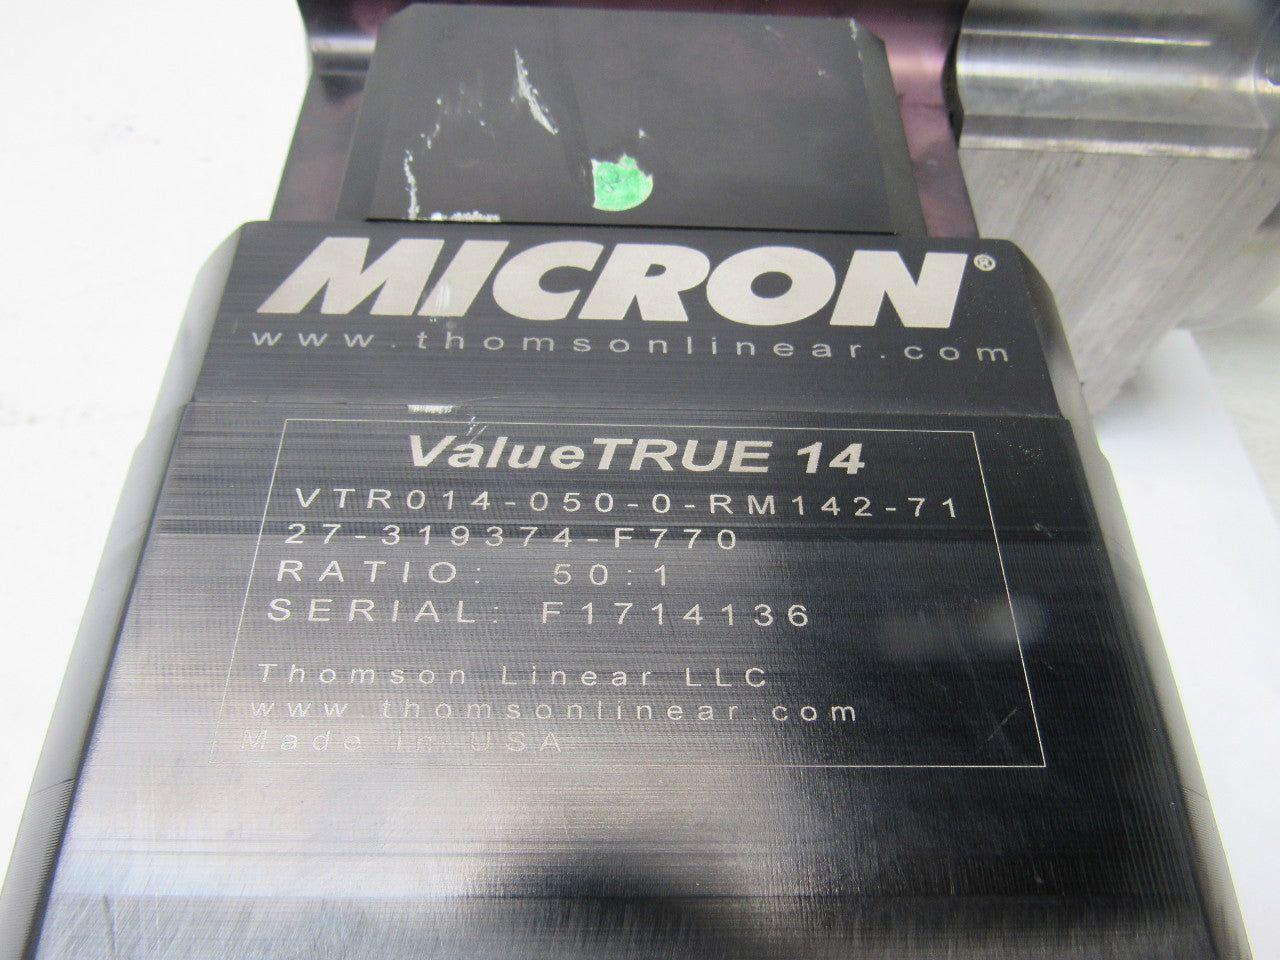 MICRON®
www.thomsonlinear.com
ValueTRUE 14
VTR014-050-0-RM142-71
27-319374-F770
RATIO: 50:1
SERIAL: F1714136
Thomson Linear LLC
www.thomsonlinear.com
Made in USA